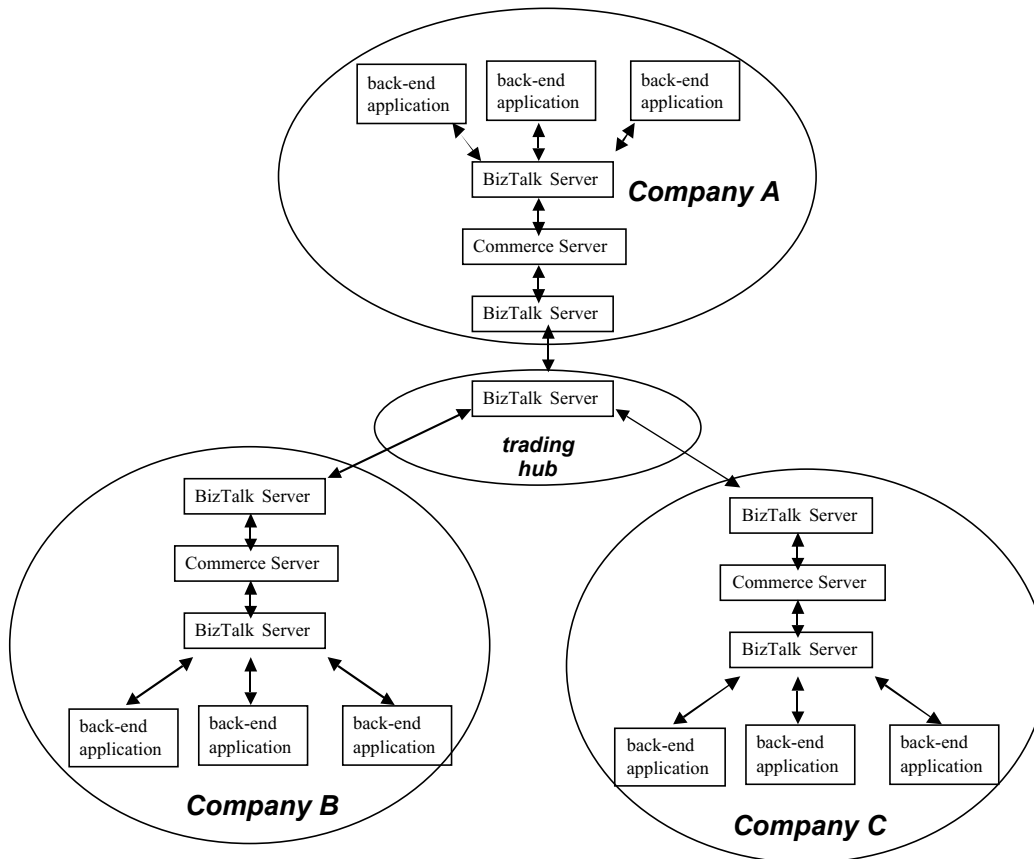 back-end
application
back-end
application
back-end
application
BizTalk Server
Company A
Commerce Server
BizTalk Server
BizTalk Server
trading
hub
BizTalk Server
Commerce Server
BizTalk Server
back-end
application
back-end
application
back-end
application
Company B
BizTalk Server
Commerce Server
BizTalk Server
back-end
application
back-end
application
back-end
application
Company C